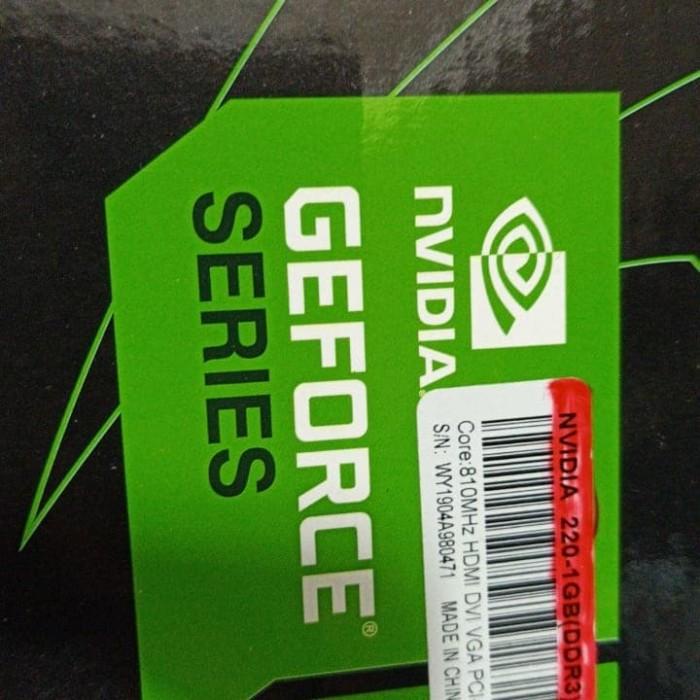 NVIDIA®
GEFORCE®
SERIES
NVIDIA 220-1GB(DDR3
Core:810MHz HDMI DVI VGA PCI
S/N: WY1904A980471 MADE IN CHIN